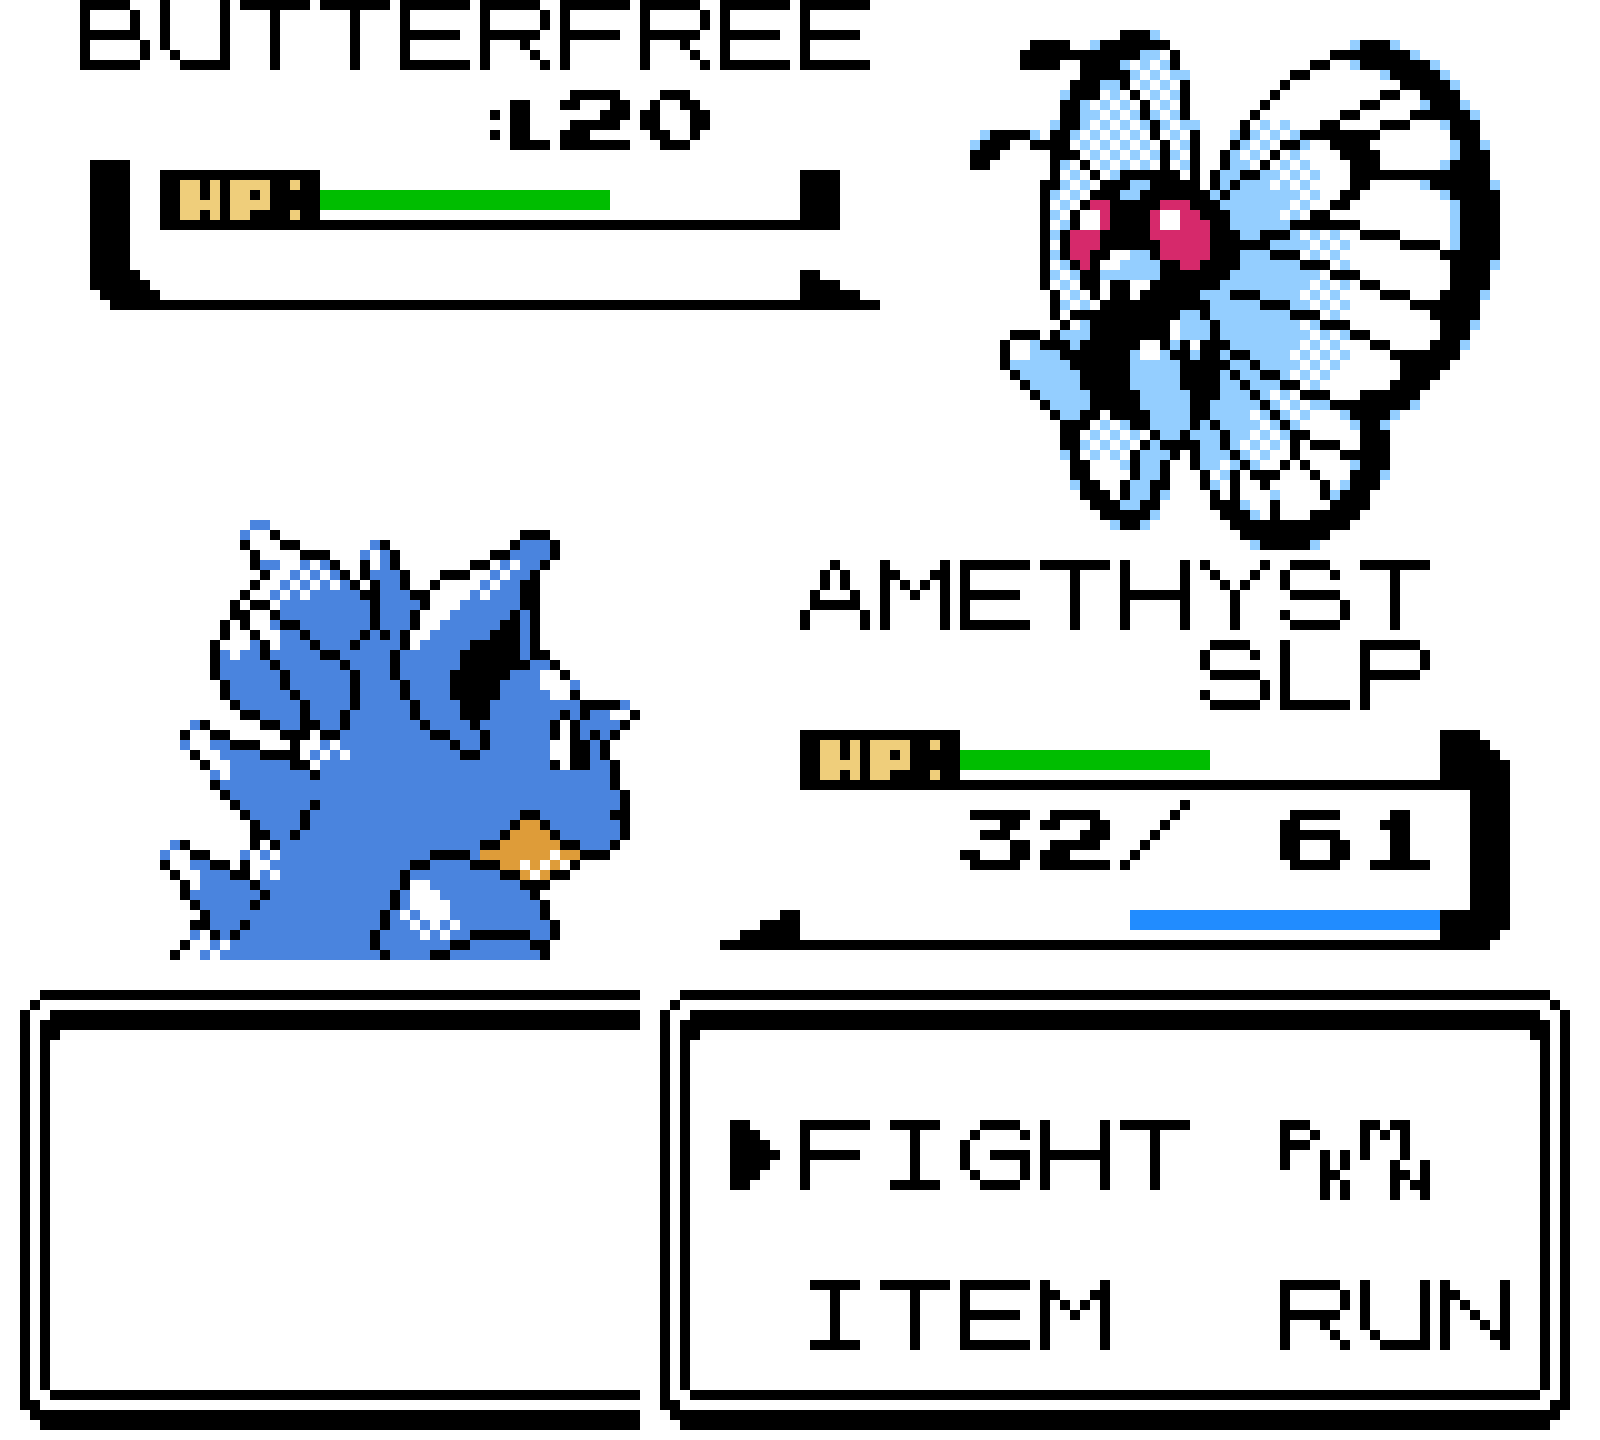 BUTTERFREE
:L20
HP:
AMETHYST
SLP
HP:
32/ 61
▶FIGHT PKMN
ITEM RUN